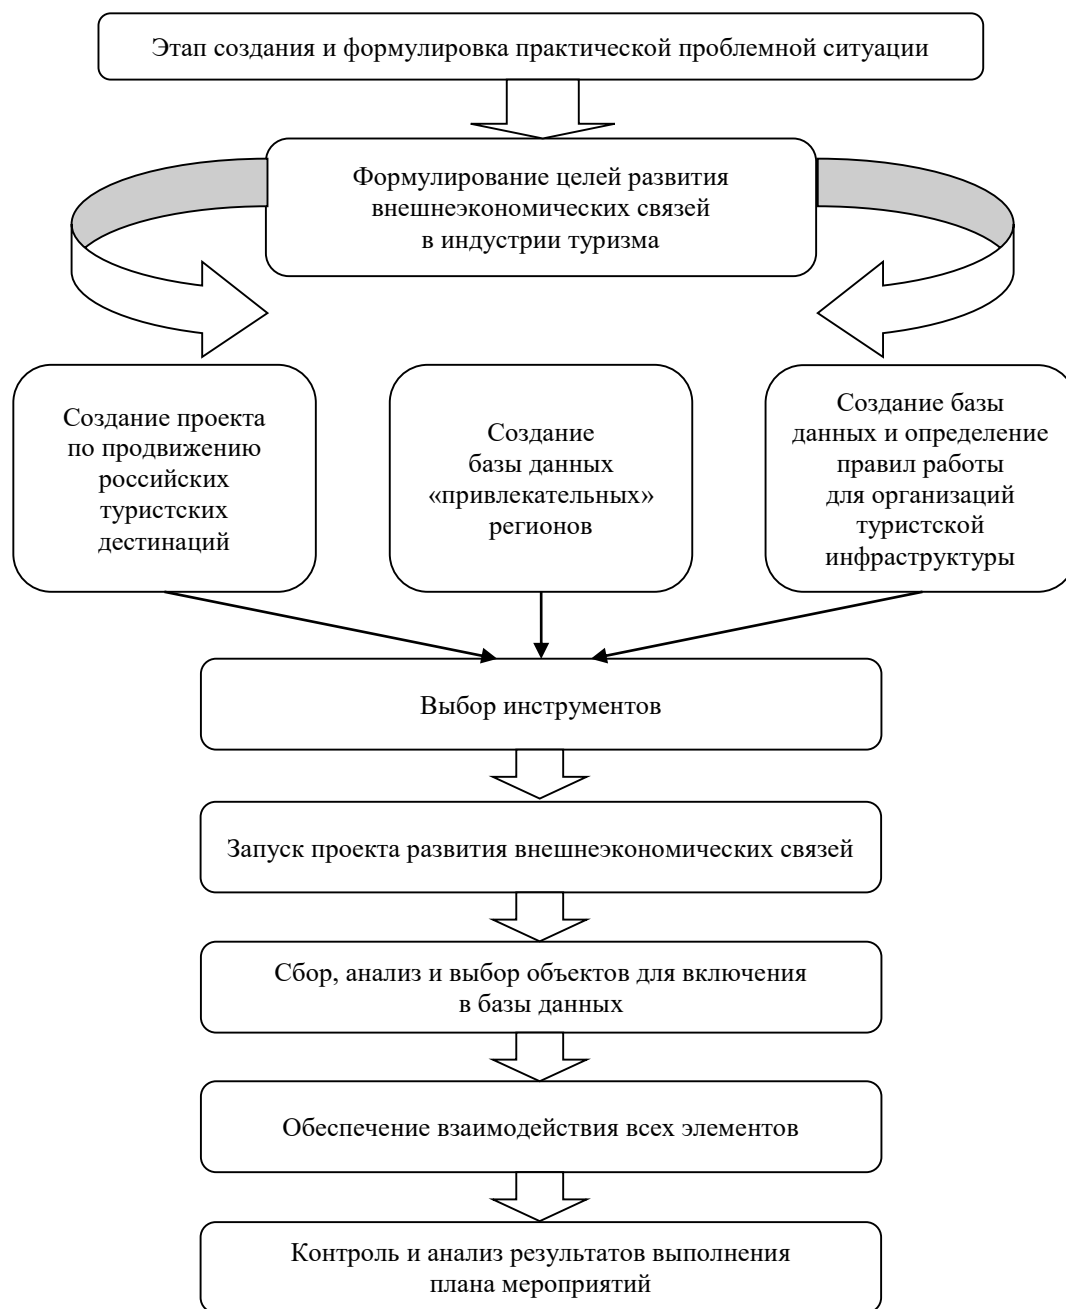 Этап создания и формулировка практической проблемной ситуации
Формулирование целей развития
внешнеэкономических связей
в индустрии туризма
Создание проекта
по продвижению
российских
туристских
дестинаций
Создание
базы данных
«привлекательных»
регионов
Создание базы
данных и определение
правил работы
для организаций
туристской
инфраструктуры
Выбор инструментов
Запуск проекта развития внешнеэкономических связей
Сбор, анализ и выбор объектов для включения
в базы данных
Обеспечение взаимодействия всех элементов
Контроль и анализ результатов выполнения
плана мероприятий